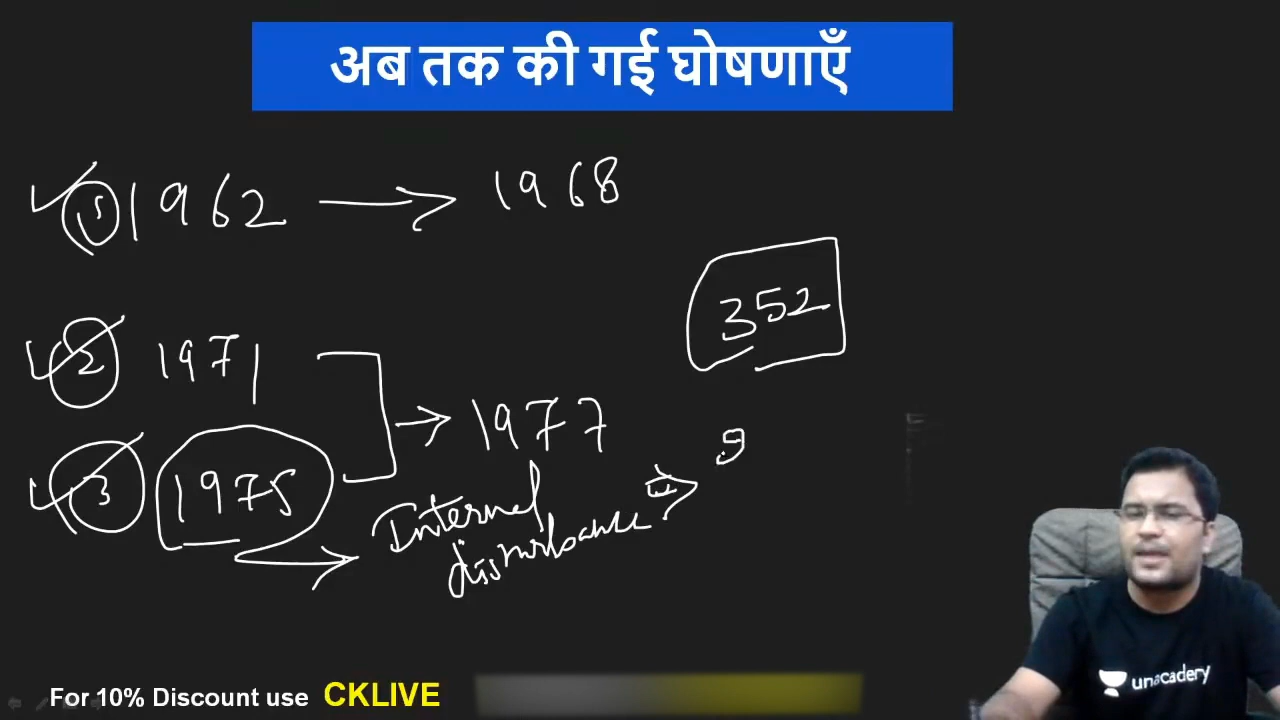 अब तक की गई घोषणाएँ
1 1962 → 1968
352
2 1971
→ 1977
3 1975
→ Internal
disturbance →
unacademy
For 10% Discount use CKLIVE